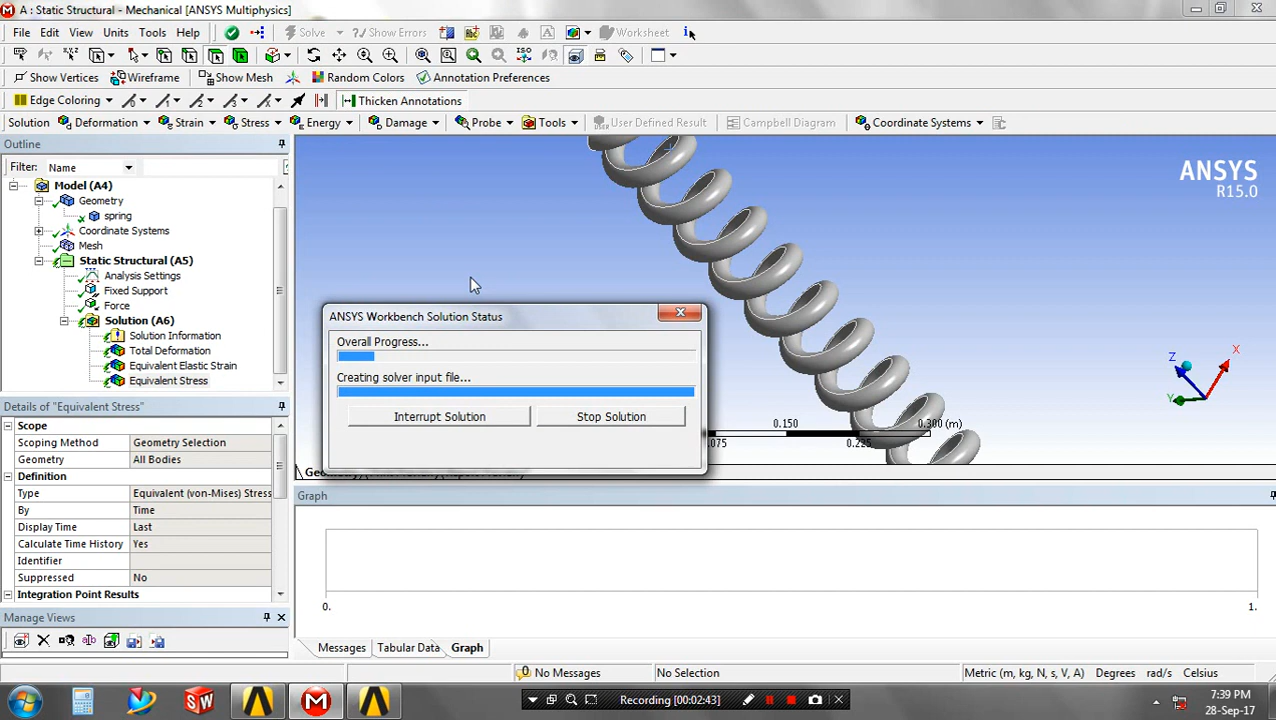 A : Static Structural - Mechanical [ANSYS Multiphysics]
File Edit View Units Tools Help Solve Show Errors Worksheet
Show Vertices Wireframe Show Mesh Random Colors Annotation Preferences
Edge Coloring Thicken Annotations
Solution Deformation Strain Stress Energy Damage Probe Tools User Defined Result Campbell Diagram Coordinate Systems
Outline
Filter: Name
Model (A4)
Geometry
spring
Coordinate Systems
Mesh
Static Structural (A5)
Analysis Settings
Fixed Support
Force
Solution (A6)
Solution Information
Total Deformation
Equivalent Elastic Strain
Equivalent Stress
Details of "Equivalent Stress"
Scope
Scoping Method Geometry Selection
Geometry All Bodies
Definition
Type Equivalent (von-Mises) Stress
By Time
Display Time Last
Calculate Time History Yes
Identifier
Suppressed No
Integration Point Results
Manage Views
ANSYS
R15.0
ANSYS Workbench Solution Status
Overall Progress...
Creating solver input file...
Interrupt Solution Stop Solution
0.150 0.300 (m)
.075 0.225
Z X Y
Graph
0. 1.
Messages Tabular Data Graph
0 No Messages No Selection Metric (m, kg, N, s, V, A) Degrees rad/s Celsius
Recording [00:02:43]
7:39 PM
28-Sep-17